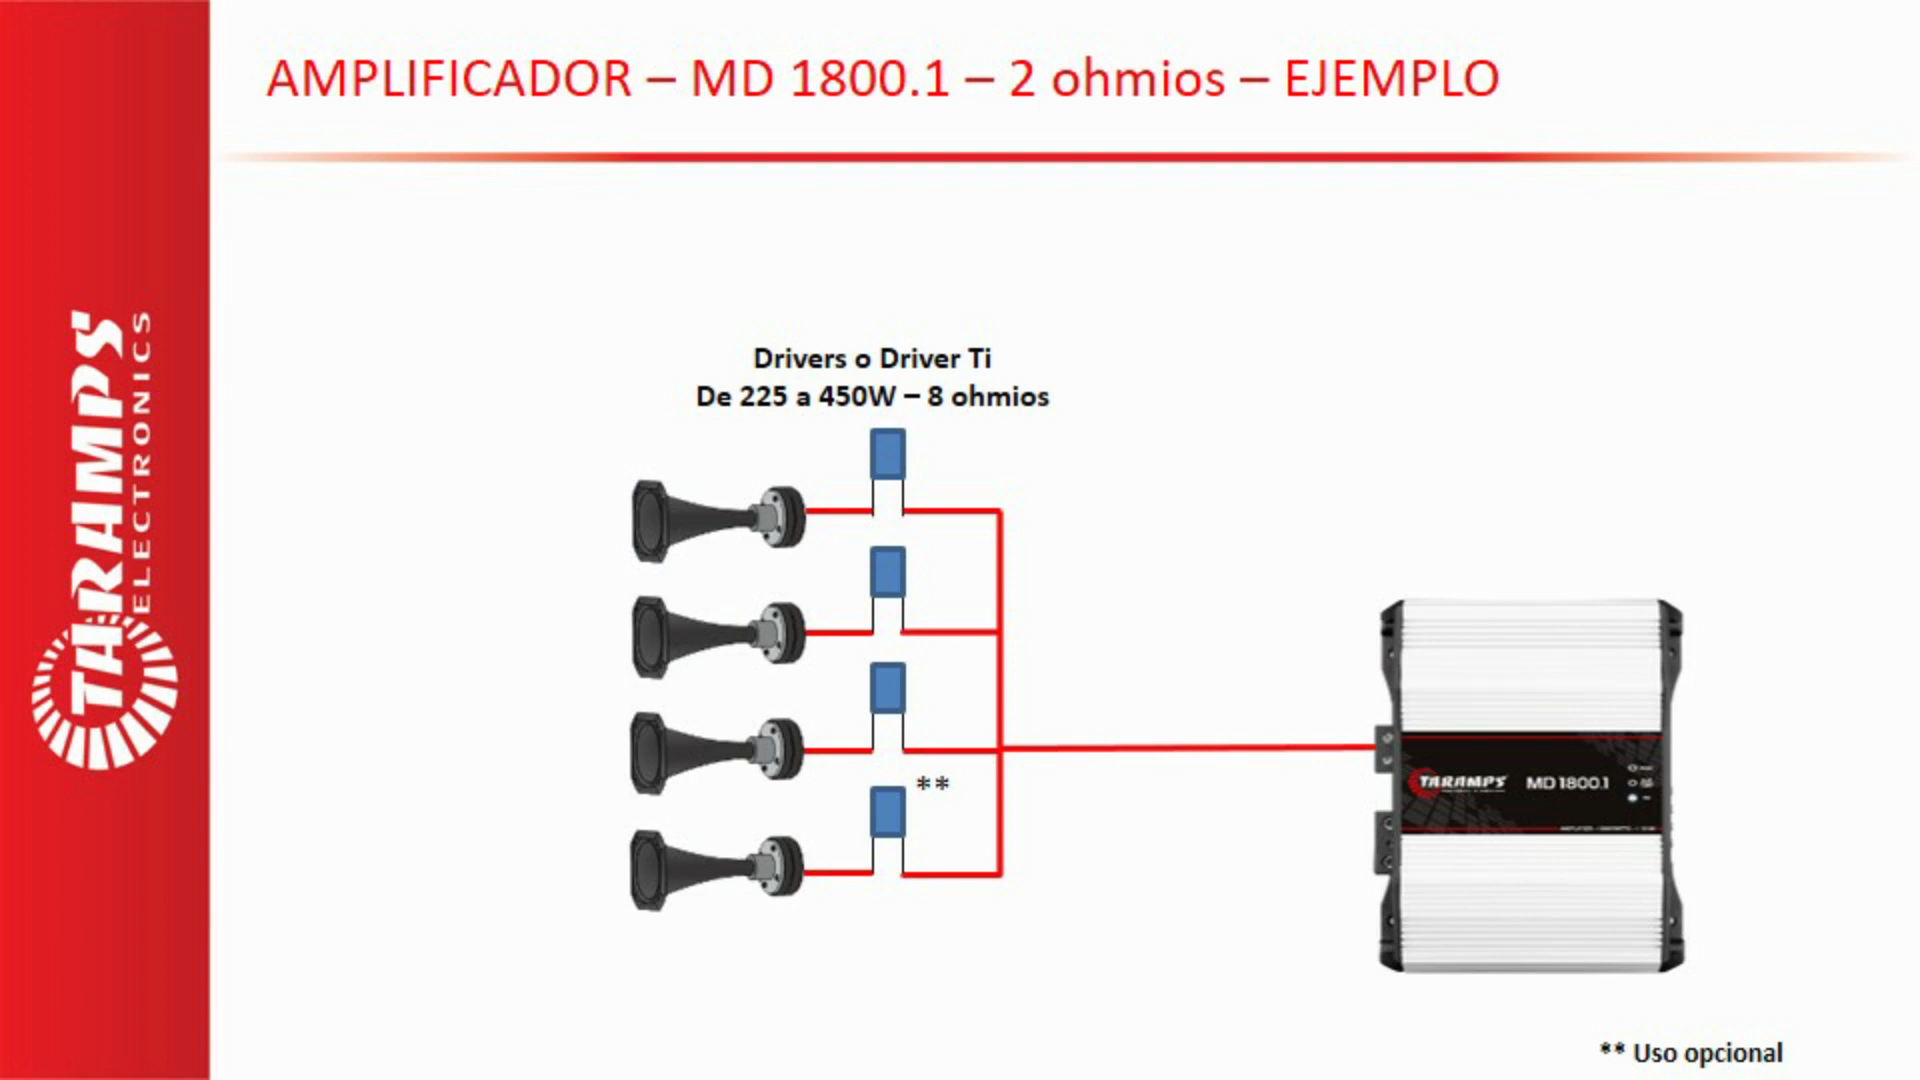 AMPLIFICADOR – MD 1800.1 – 2 ohmios – EJEMPLO
TARAMPS
ELECTRONICS
Drivers o Driver Ti
De 225 a 450W – 8 ohmios
**
TARAMPS MD 1800.1
** Uso opcional